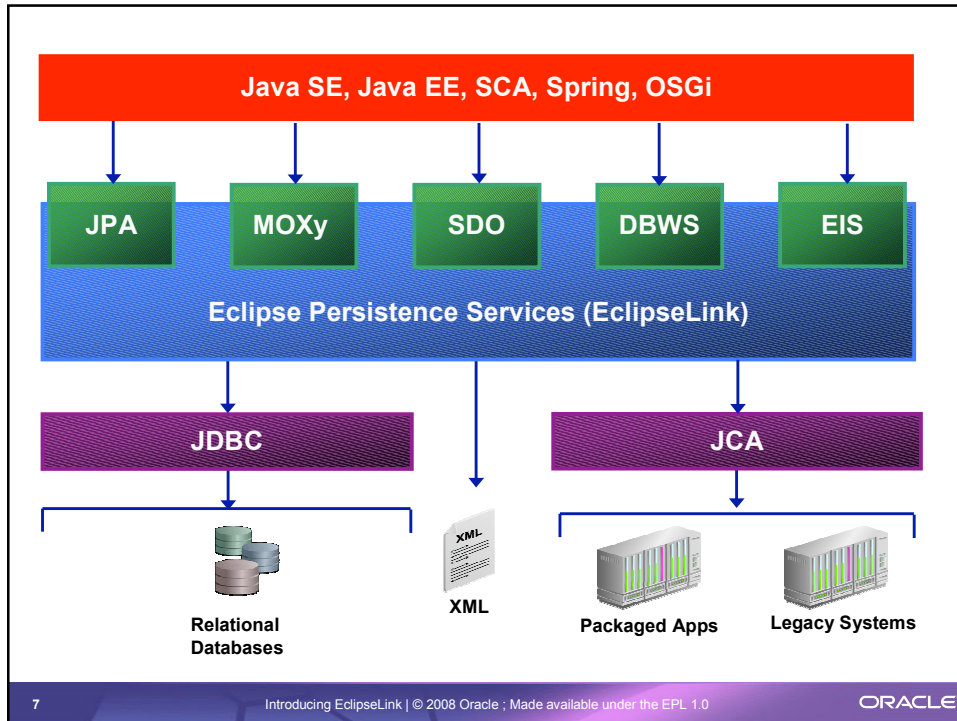 Java SE, Java EE, SCA, Spring, OSGi
JPA
MOXy
SDO
DBWS
EIS
Eclipse Persistence Services (EclipseLink)
JDBC
JCA
XML
XML
Relational
Databases
Packaged Apps
Legacy Systems
7
Introducing EclipseLink | © 2008 Oracle ; Made available under the EPL 1.0
ORACLE